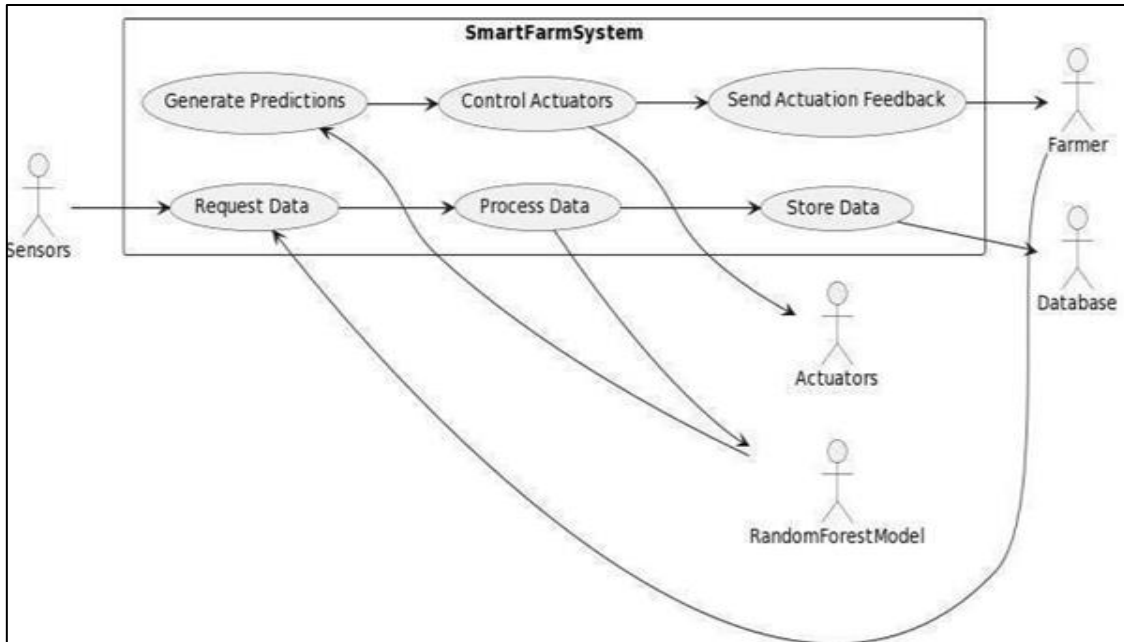 SmartFarmSystem
Generate Predictions
Control Actuators
Send Actuation Feedback
Farmer
Sensors
Request Data
Process Data
Store Data
Database
Actuators
RandomForestModel